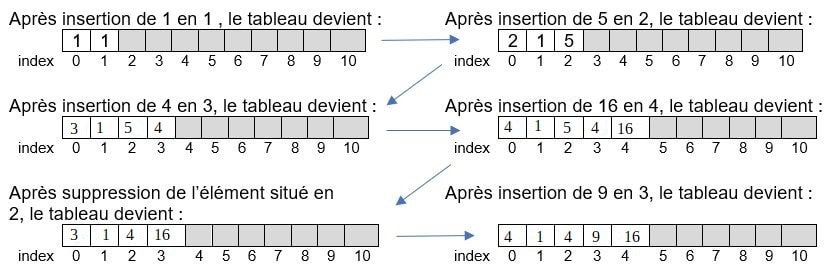 Après insertion de 1 en 1 , le tableau devient :
1 1
index 0 1 2 3 4 5 6 7 8 9 10
Après insertion de 5 en 2, le tableau devient :
2 1 5
index 0 1 2 3 4 5 6 7 8 9 10
Après insertion de 4 en 3, le tableau devient :
3 1 5 4
index 0 1 2 3 4 5 6 7 8 9 10
Après insertion de 16 en 4, le tableau devient :
4 1 5 4 16
index 0 1 2 3 4 5 6 7 8 9 10
Après suppression de l'élément situé en
2, le tableau devient :
3 1 4 16
index 0 1 2 3 4 5 6 7 8 9 10
Après insertion de 9 en 3, le tableau devient :
4 1 4 9 16
index 0 1 2 3 4 5 6 7 8 9 10